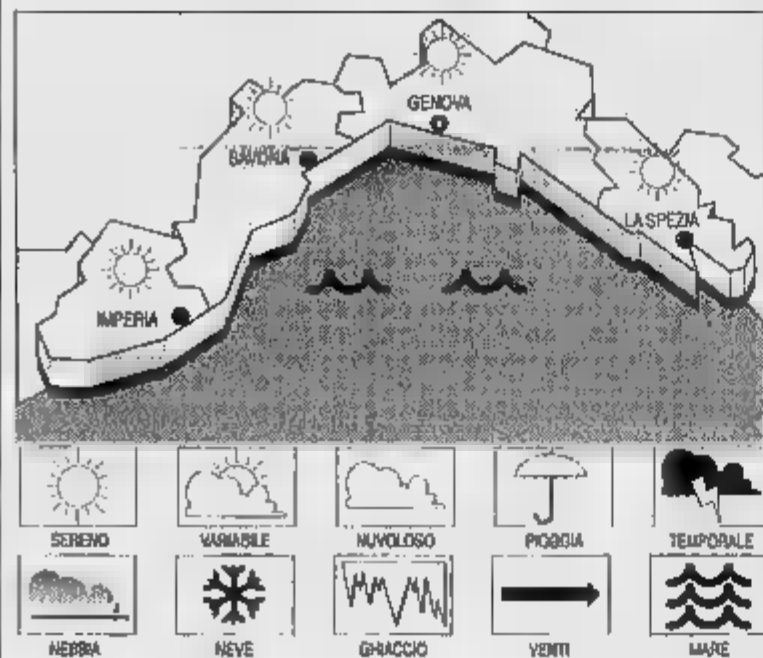 GENOVA
SAVONA
LA SPEZIA
IMPERIA
SERENO VARIABILE NUVOLOSO PIOGGIA TEMPORALE
NEBBIA NEVE GHIACCIO VENTI MARE